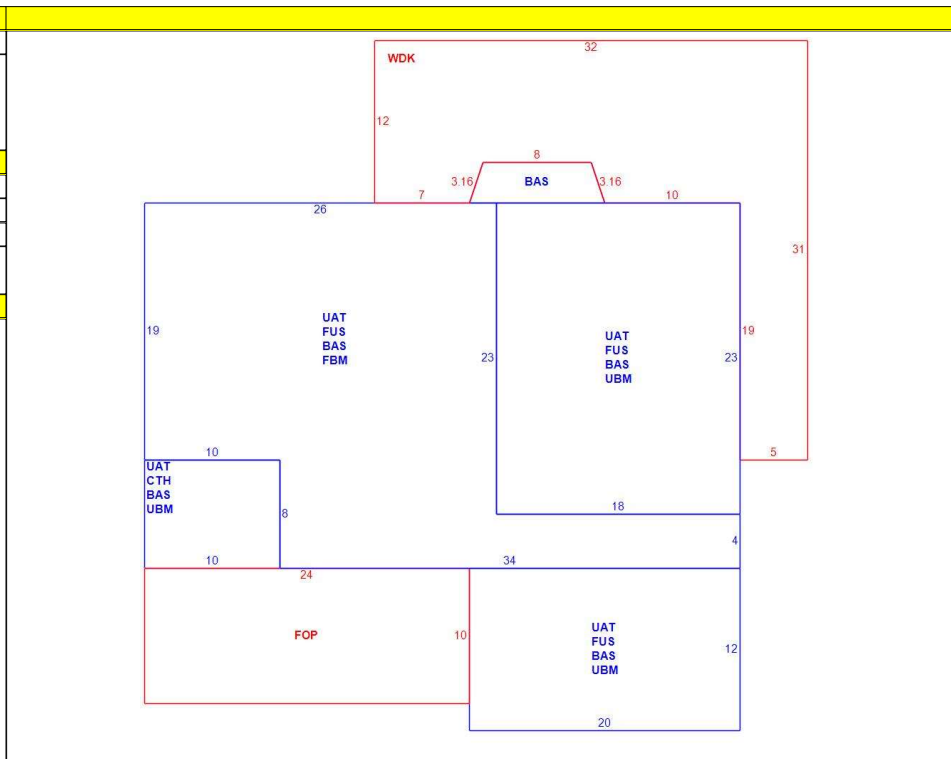 32
WDK
12
8
3.16
BAS
3.16
7
10
26
31
UAT
FUS
BAS
FBM
19
23
UAT
FUS
BAS
UBM
19
23
10
5
UAT
CTH
BAS
UBM
8
18
4
10
34
24
FOP
10
UAT
FUS
BAS
UBM
12
20